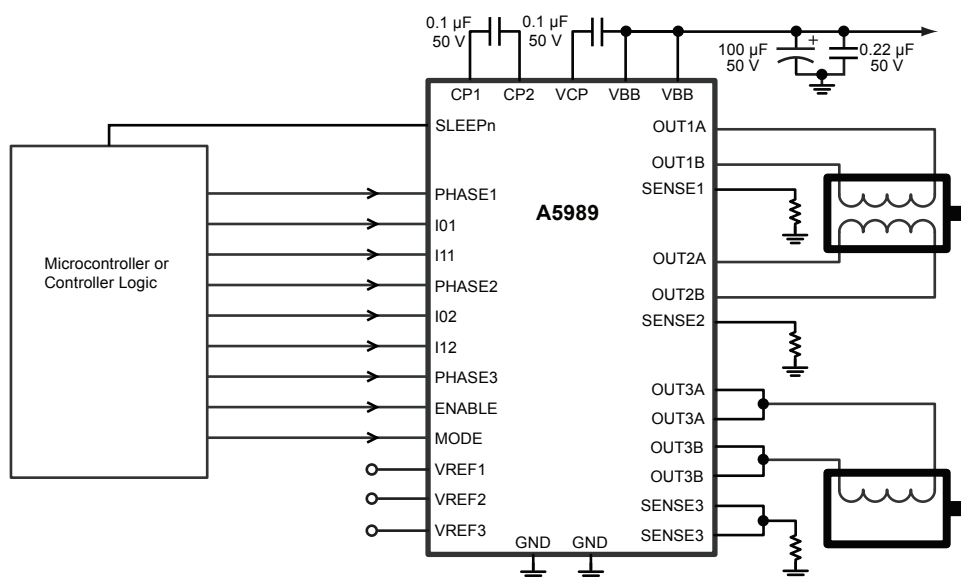 0.1 µF
50 V
0.1 µF
50 V
100 µF
50 V
+
0.22 µF
50 V
CP1
CP2
VCP
VBB
VBB
SLEEPn
PHASE1
I01
I11
PHASE2
I02
I12
PHASE3
ENABLE
MODE
VREF1
VREF2
VREF3
Microcontroller or
Controller Logic
A5989
GND
GND
OUT1A
OUT1B
SENSE1
OUT2A
OUT2B
SENSE2
OUT3A
OUT3A
OUT3B
OUT3B
SENSE3
SENSE3